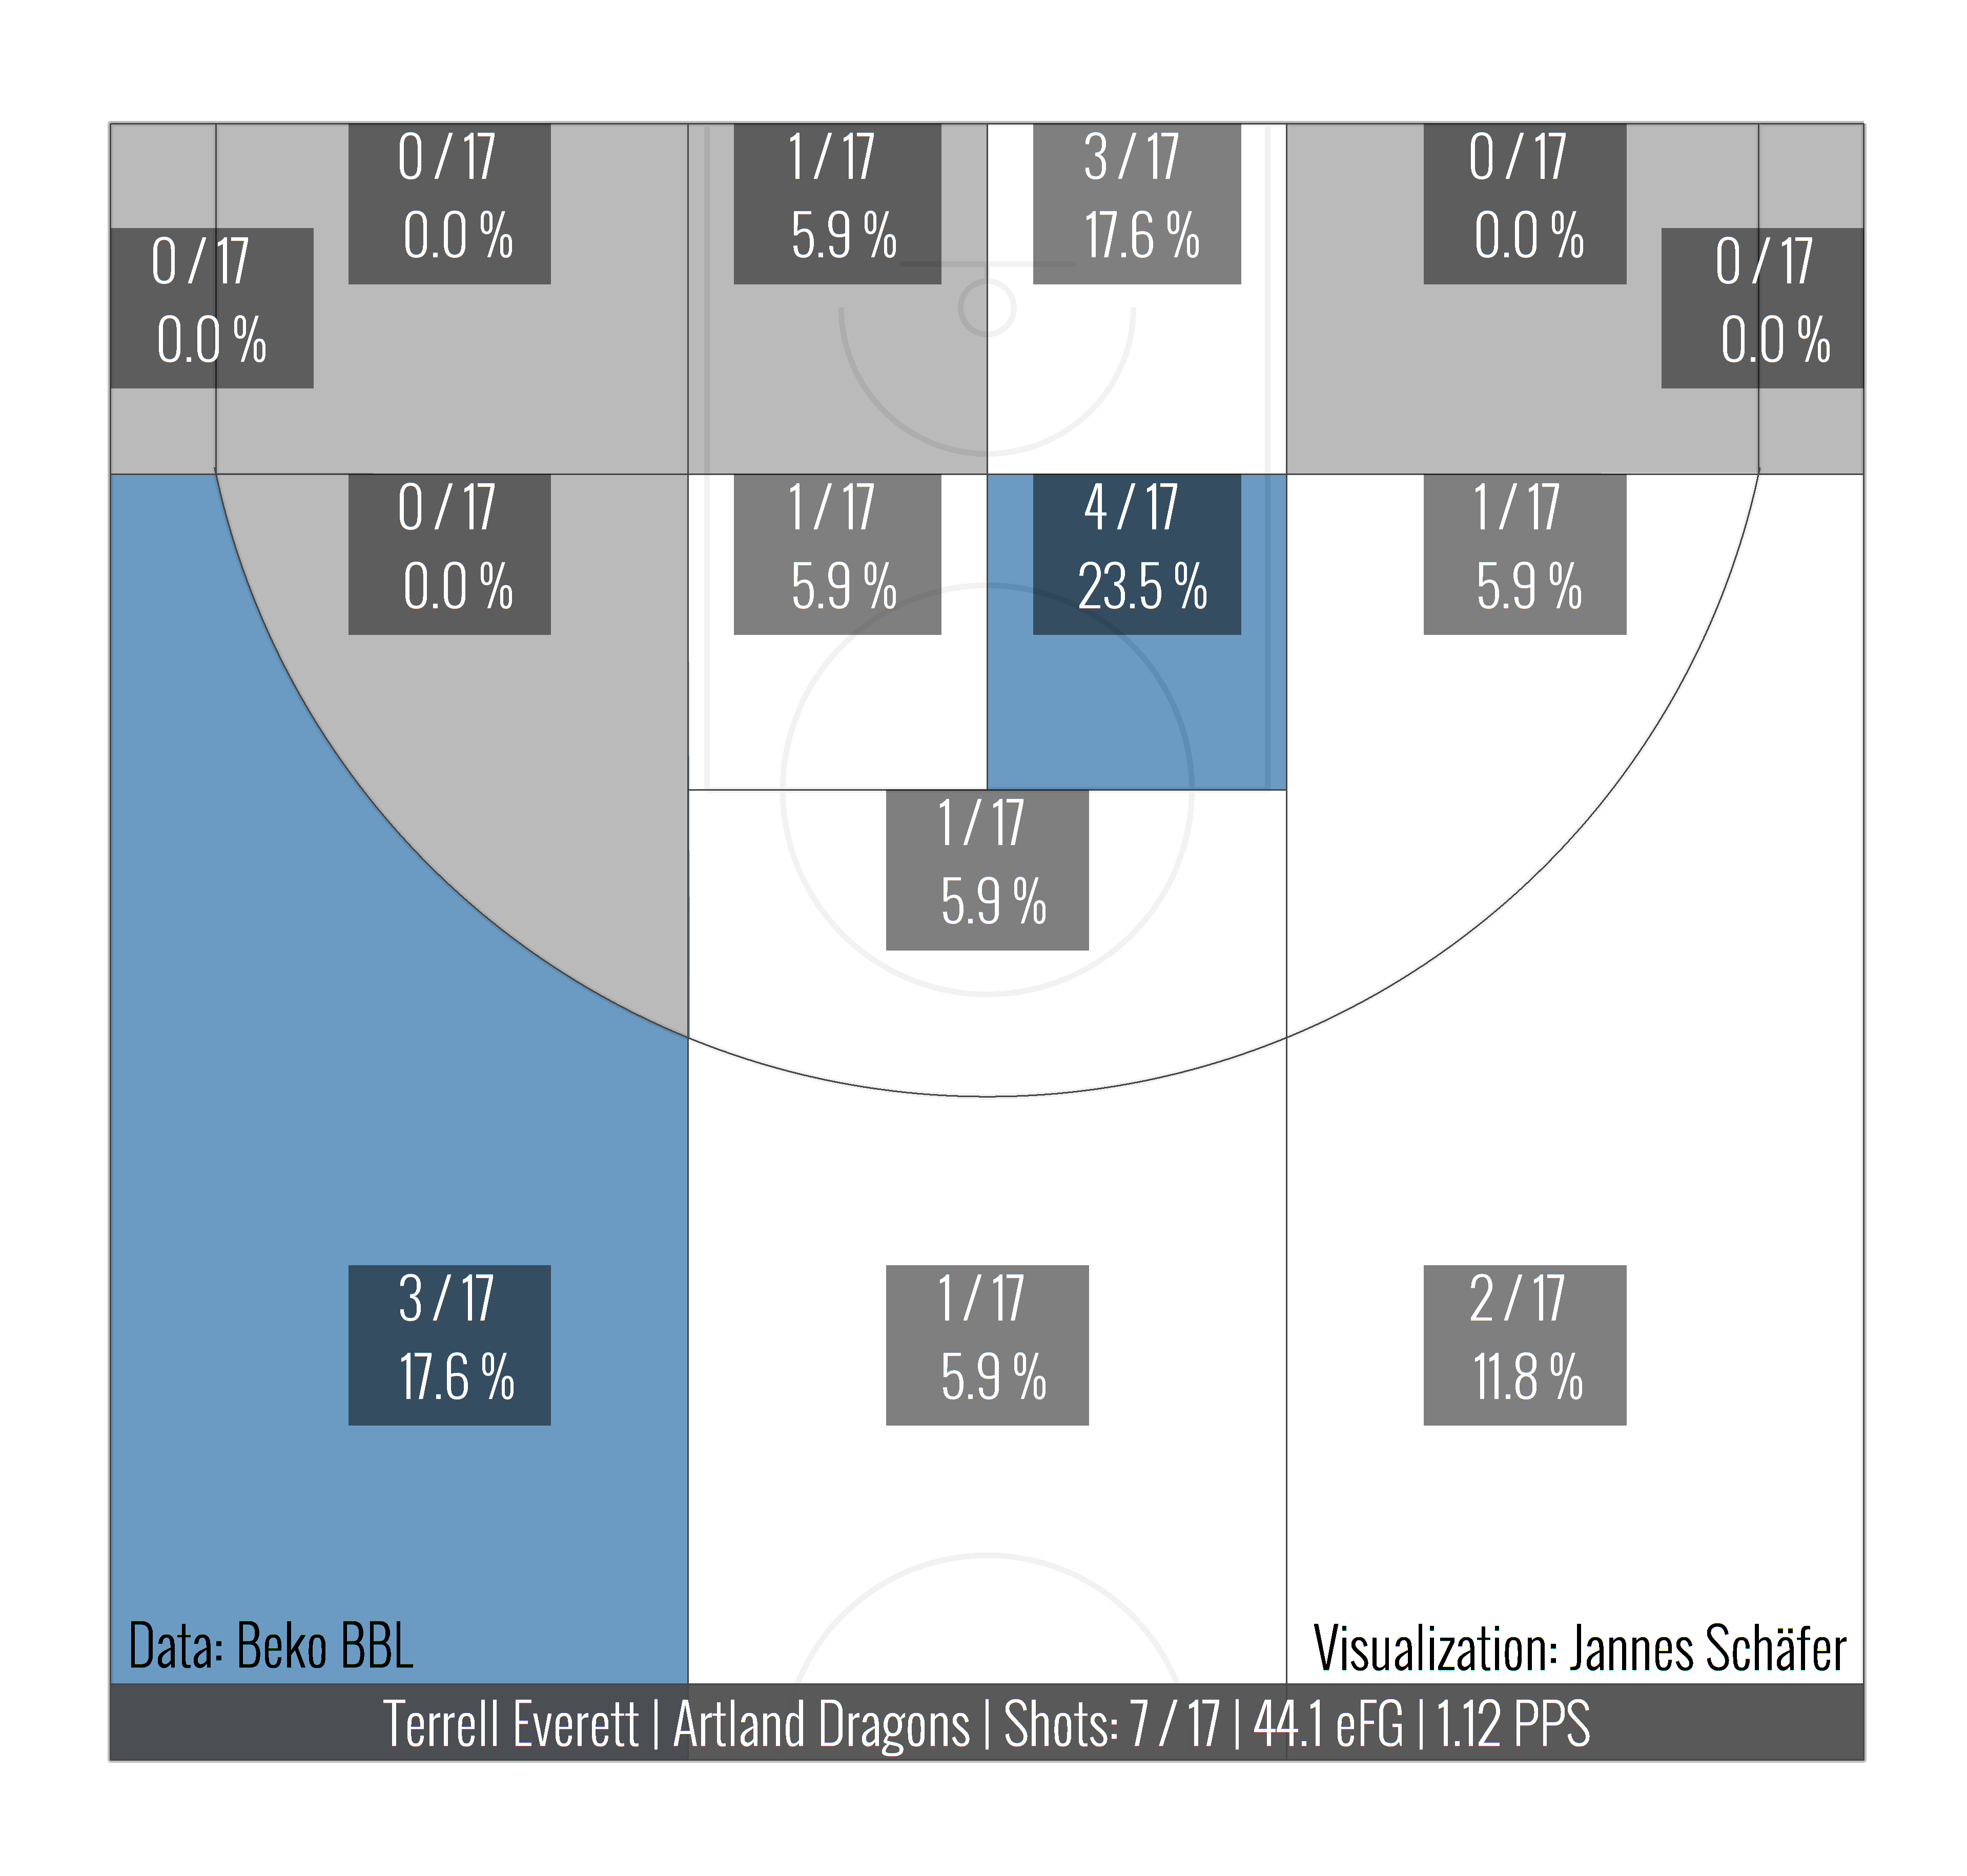 0 / 17
0.0 %
1 / 17
5.9 %
3 / 17
17.6 %
0 / 17
0.0 %
0 / 17
0.0 %
0 / 17
0.0 %
0 / 17
0.0 %
1 / 17
5.9 %
4 / 17
23.5 %
1 / 17
5.9 %
1 / 17
5.9 %
3 / 17
17.6 %
1 / 17
5.9 %
2 / 17
11.8 %
Data: Beko BBL
Visualization: Jannes Schäfer
Terrell Everett | Artland Dragons | Shots: 7 / 17 | 44.1 eFG | 1.12 PPS